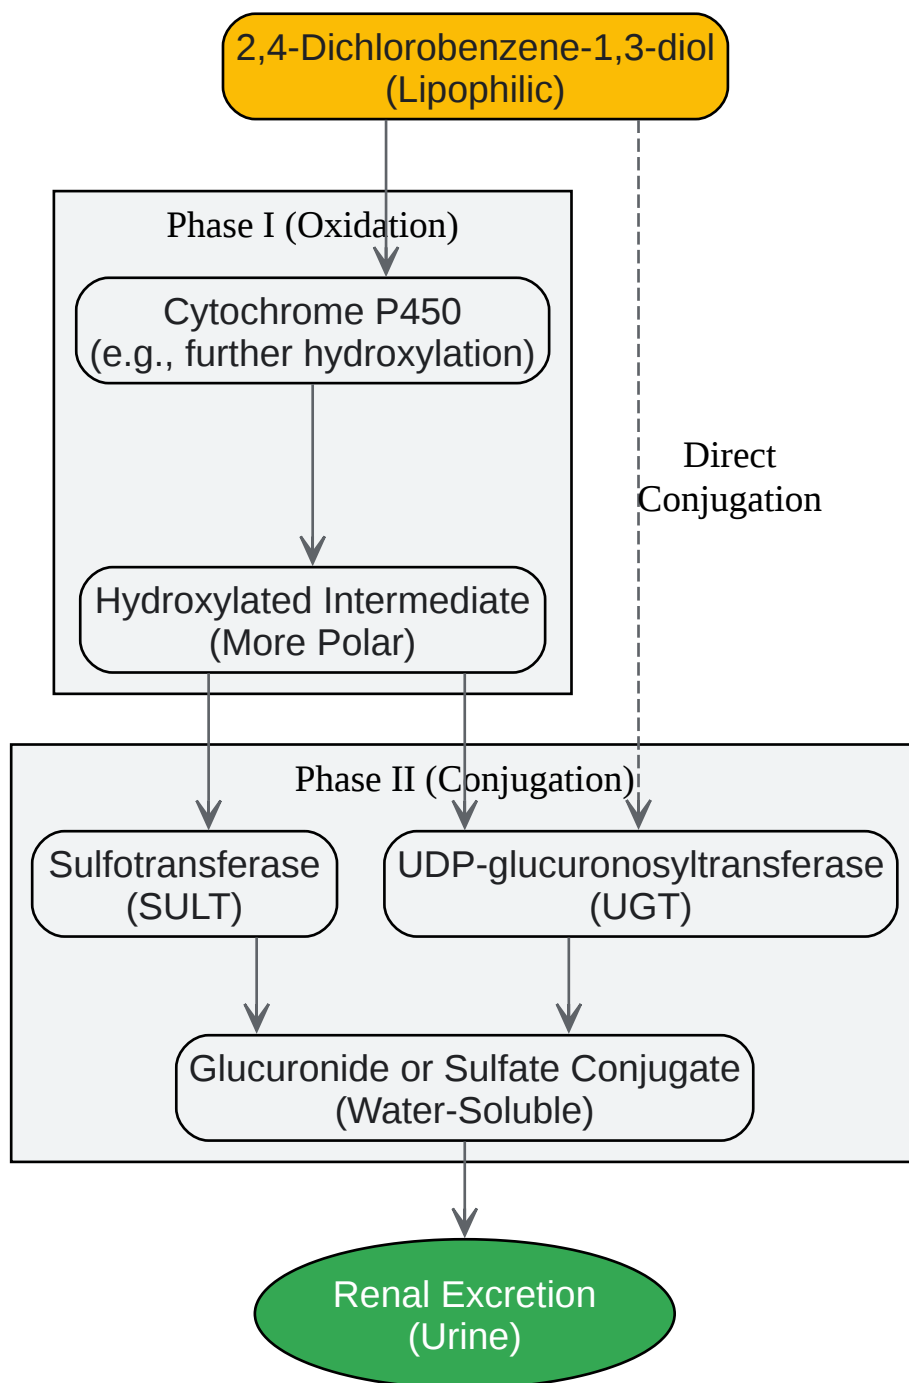 2,4-Dichlorobenzene-1,3-diol
(Lipophilic)
Phase I (Oxidation)
Cytochrome P450
(e.g., further hydroxylation)
Direct
Conjugation
Hydroxylated Intermediate
(More Polar)
Phase II (Conjugation)
Sulfotransferase
(SULT)
UDP-glucuronosyltransferase
(UGT)
Glucuronide or Sulfate Conjugate
(Water-Soluble)
Renal Excretion
(Urine)